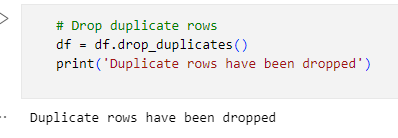 # Drop duplicate rows
df = df.drop_duplicates()
print('Duplicate rows have been dropped')
Duplicate rows have been dropped